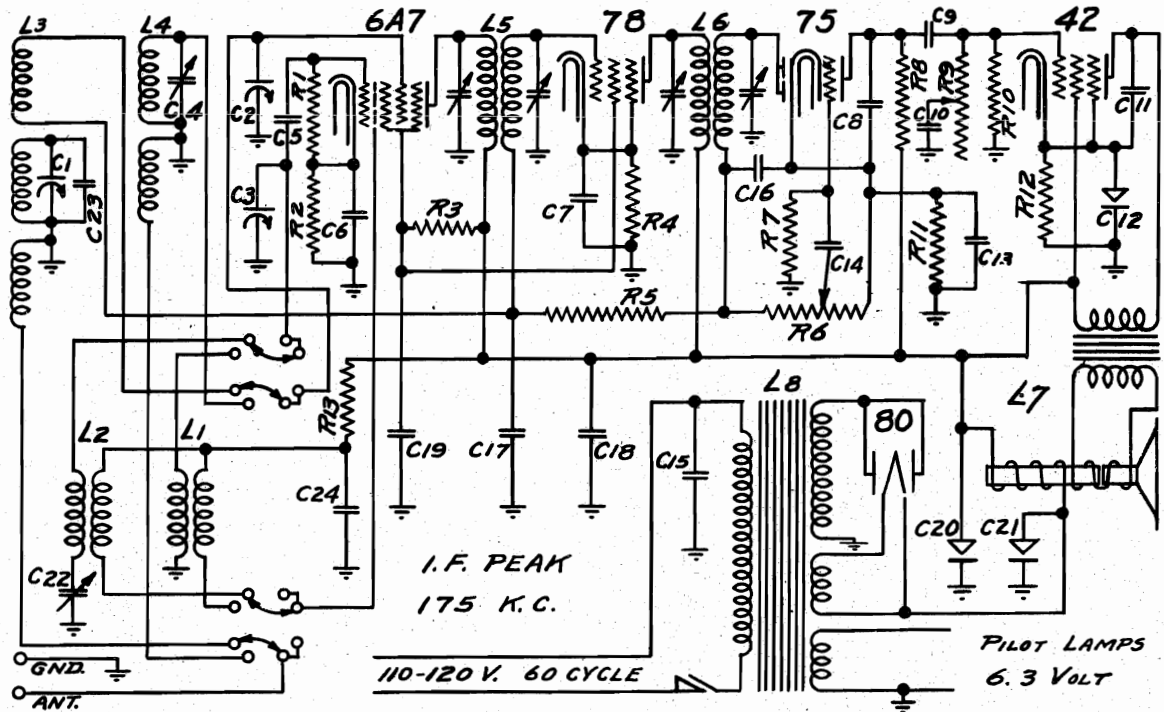 L3
L4
6A7
L5
78
L6
75
C9
42
C1
C23
C4
C2
C5
R1
C3
R2
C6
R3
C7
R4
C16
R7
C14
C8
R8
C10
R9
R10
R11
C13
R12
C11
C12
R5
R6
R13
L2
L1
C24
C22
C19
C17
C18
C15
L8
80
L7
C20
C21
I.F. PEAK
175 K.C.
GND.
ANT.
110-120 V. 60 CYCLE
PILOT LAMPS
6.3 VOLT